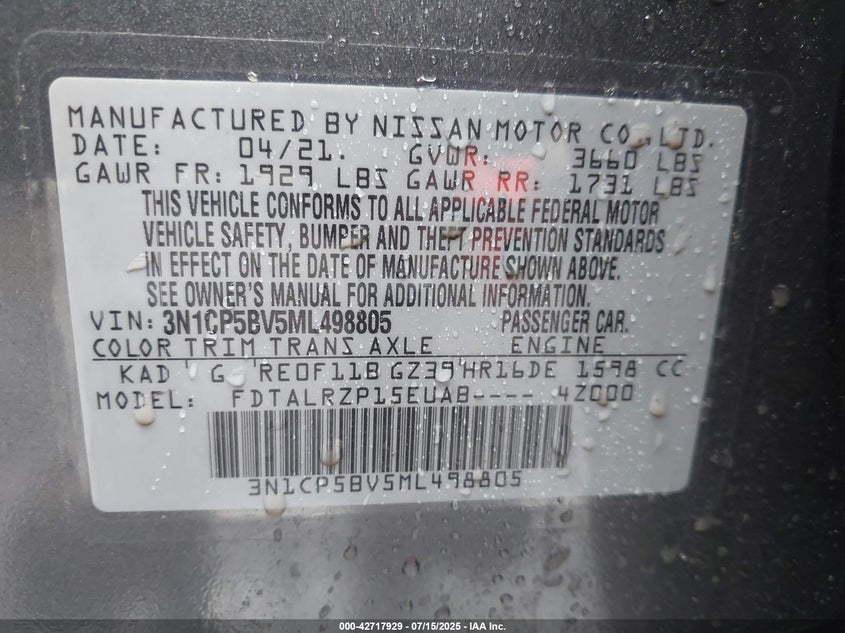 MANUFACTURED BY NISSAN MOTOR CO.,LTD.
DATE: 04/21. GVWR: 3660 LBS
GAWR FR: 1929 LBS GAWR RR: 1731 LBS
THIS VEHICLE CONFORMS TO ALL APPLICABLE FEDERAL MOTOR
VEHICLE SAFETY, BUMPER AND THEFT PREVENTION STANDARDS
IN EFFECT ON THE DATE OF MANUFACTURE SHOWN ABOVE.
SEE OWNER'S MANUAL FOR ADDITIONAL INFORMATION.
VIN: 3N1CP5BV5ML498805 PASSENGER CAR.
COLOR TRIM TRANS AXLE ENGINE
KAD G RE0F11B GZ39 HR16DE 1598 CC
MODEL: FDTALRZP15EUAB---- 4Z000
3N1CP5BV5ML498805
000-42717929 - 07/15/2025 - IAA Inc.